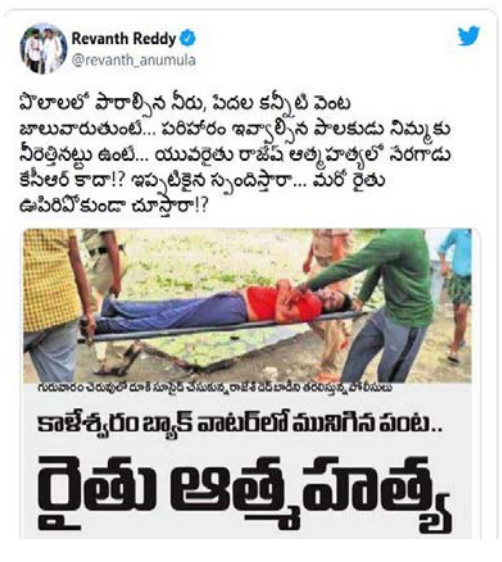 Revanth Reddy
@revanth_anumula
పొలాలలో పారాల్సిన నీరు, పేదల కన్నీటి వెంట
జాలువారుతుంటే... పరిహారం ఇవ్వాల్సిన పాలకుడు నిమ్మకు
నీరెత్తినట్టు ఉంటే... యువరైతు రాజేష్ ఆత్మహత్యలో నేరగాడు
కేసీఆర్ కాదా!? ఇప్పటికైన స్పందిస్తారా... మరో రైతు
ఊపిరిపోకుండా చూస్తారా!?
గురువారం చెరువులో దూకి సూసైడ్ చేసుకున్న రాజేశ్ డెడ్ బాడీని తరలిస్తున్న పోలీసులు
కాళేశ్వరం బ్యాక్ వాటర్‌లో మునిగిన పంట..
రైతు ఆత్మహత్య